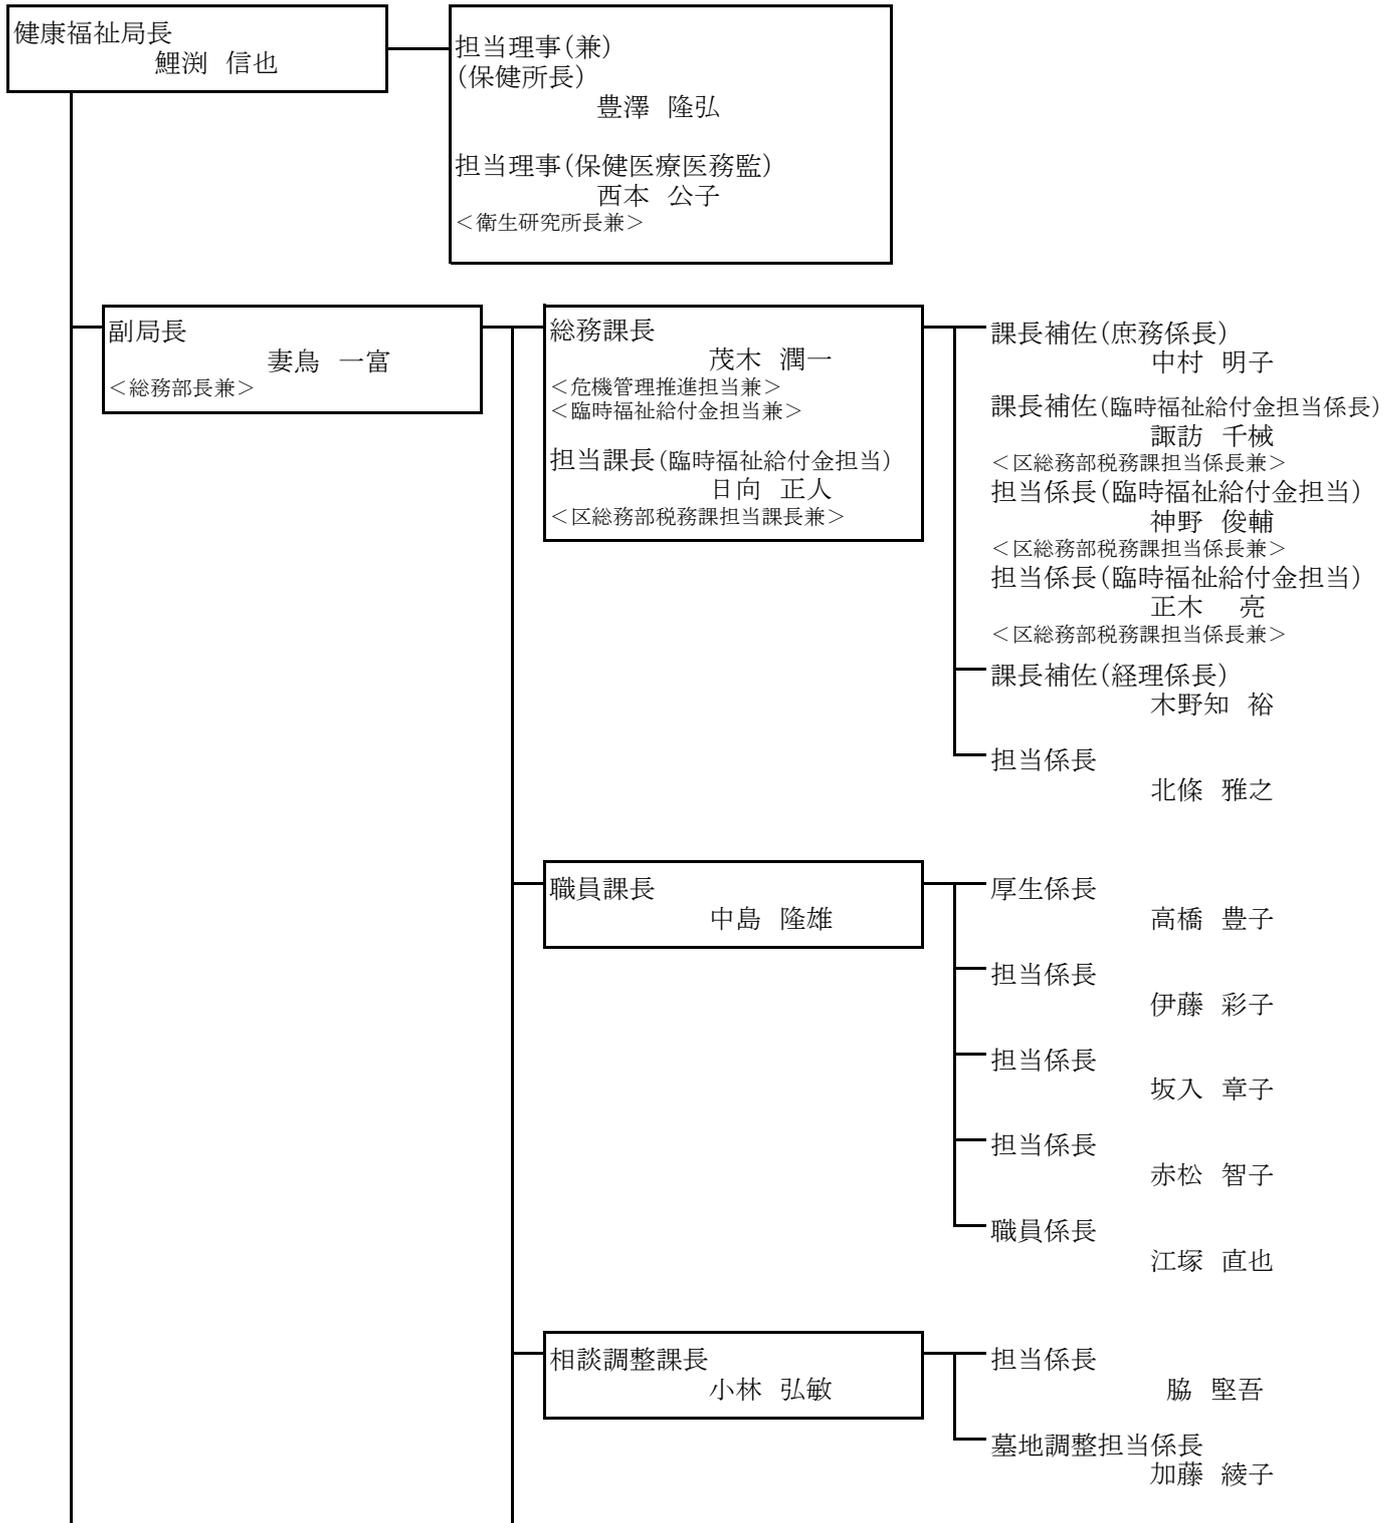 健康福祉局長
鯉渕 信也
担当理事(兼)
(保健所長)
豊澤 隆弘
担当理事(保健医療医務監)
西本 公子
<衛生研究所長兼>
副局長
妻鳥 一富
<総務部長兼>
総務課長
茂木 潤一
<危機管理推進担当兼>
<臨時福祉給付金担当兼>
担当課長(臨時福祉給付金担当)
日向 正人
<区総務部税務課担当課長兼>
課長補佐(庶務係長)
中村 明子
課長補佐(臨時福祉給付金担当係長)
諏訪 千械
<区総務部税務課担当係長兼>
担当係長(臨時福祉給付金担当)
神野 俊輔
<区総務部税務課担当係長兼>
担当係長(臨時福祉給付金担当)
正木 亮
<区総務部税務課担当係長兼>
課長補佐(経理係長)
木野知 裕
担当係長
北條 雅之
職員課長
中島 隆雄
厚生係長
高橋 豊子
担当係長
伊藤 彩子
担当係長
坂入 章子
担当係長
赤松 智子
職員係長
江塚 直也
相談調整課長
小林 弘敏
担当係長
脇 堅吾
墓地調整担当係長
加藤 綾子